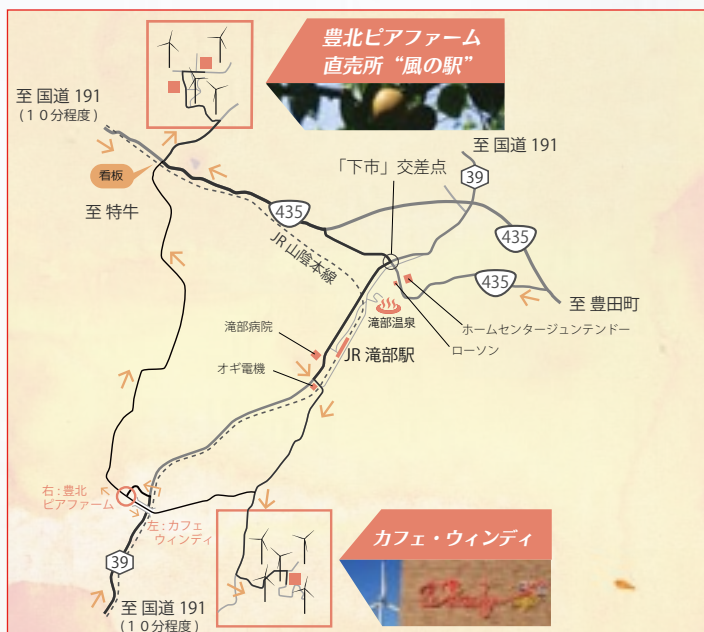 豊北ピアファーム
直売所 “風の駅”
至 国道 191
(10分程度)
看板
至 特牛
435
JR 山陰本線
「下市」交差点
至 国道 191
39
435
435
至 豊田町
滝部温泉
ホームセンタージュンテンドー
ローソン
滝部病院
JR 滝部駅
オギ電機
右 : 豊北
ピアファーム
左 : カフェ
ウィンディ
カフェ・ウィンディ
39
至 国道 191
(10分程度)